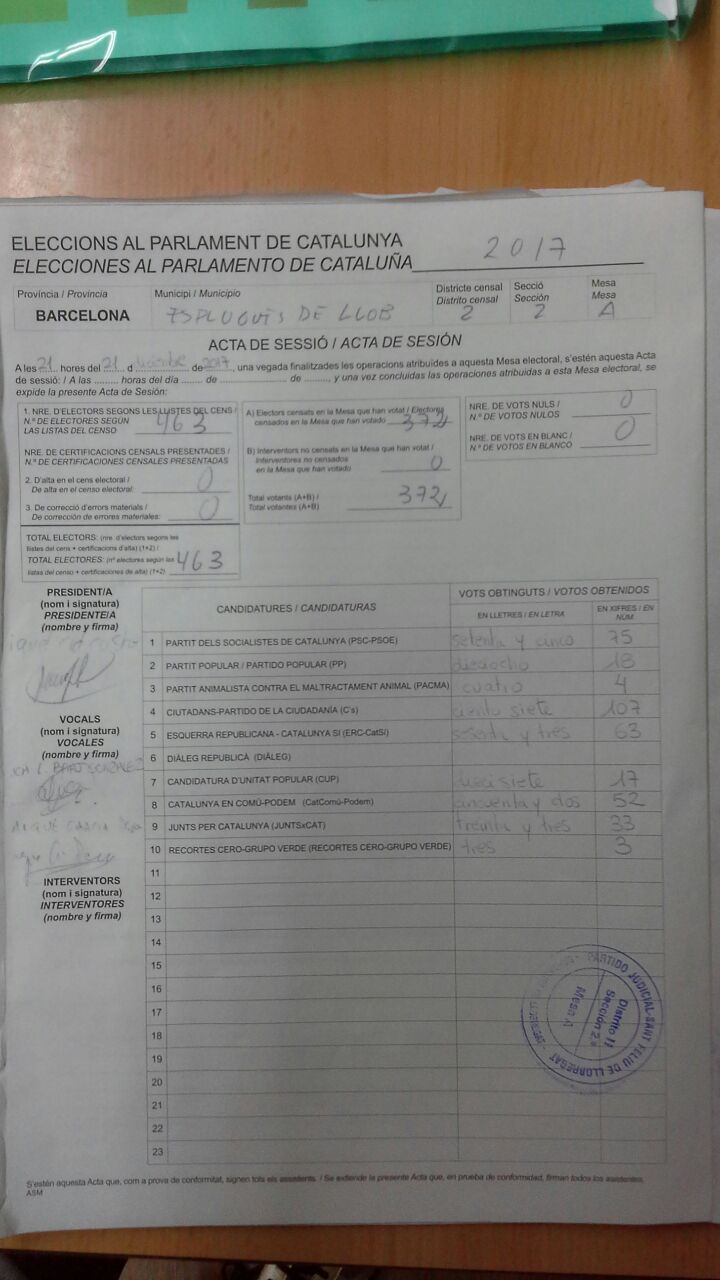 ELECCIONS AL PARLAMENT DE CATALUNYA
ELECCIONES AL PARLAMENTO DE CATALUÑA 2017
Província / Provincia Municipi / Municipio Districte censal Secció Mesa
Distrito censal Sección Mesa
BARCELONA ESPLUGUES DE LLOB 2 2 A
ACTA DE SESSIÓ / ACTA DE SESIÓN
A les 21 hores del 21 d diciembre de 2017, una vegada finalitzades les operacions atribuïdes a aquesta Mesa electoral, s'estén aquesta Acta
de sessió: / A las ........ horas del día ........ de .................. de ........, y una vez concluidas las operaciones atribuidas a esta Mesa electoral, se
expide la presente Acta de Sesión:
1. NRE. D'ELECTORS SEGONS LES LLISTES DEL CENS /
N.º DE ELECTORES SEGÚN
LAS LISTAS DEL CENSO 463
NRE. DE CERTIFICACIONS CENSALS PRESENTADES /
N.º DE CERTIFICACIONES CENSALES PRESENTADAS
2. D'alta en el cens electoral /
De alta en el censo electoral: 0
3. De correcció d'errors materials /
De corrección de errores materiales: 0
TOTAL ELECTORS: (nre. d'electors segons les
llistes del cens + certificacions d'alta) (1+2) /
TOTAL ELECTORES: (nº electores según las
listas del censo + certificaciones de alta) (1+2) 463
A) Electors censats en la Mesa que han votat / Electores
censados en la Mesa que han votado 372
B) Interventors no censats en la Mesa que han votat /
Interventores no censados
en la Mesa que han votado 0
Total votants (A+B) /
Total votantes (A+B) 372
NRE. DE VOTS NULS /
N.º DE VOTOS NULOS 0
NRE. DE VOTS EN BLANC /
N.º DE VOTOS EN BLANCO 0
PRESIDENT/A
(nom i signatura)
PRESIDENTE/A
(nombre y firma)
VOCALS
(nom i signatura)
VOCALES
(nombre y firma)
INTERVENTORS
(nom i signatura)
INTERVENTORES
(nombre y firma)
CANDIDATURES / CANDIDATURAS VOTS OBTINGUTS / VOTOS OBTENIDOS
EN LLETRES / EN LETRA EN XIFRES / EN NÚM
1 PARTIT DELS SOCIALISTES DE CATALUNYA (PSC-PSOE) setenta y cinco 75
2 PARTIT POPULAR / PARTIDO POPULAR (PP) dieciocho 18
3 PARTIT ANIMALISTA CONTRA EL MALTRACTAMENT ANIMAL (PACMA) cuatro 4
4 CIUTADANS-PARTIDO DE LA CIUDADANÍA (C's) ciento siete 107
5 ESQUERRA REPUBLICANA - CATALUNYA SÍ (ERC-CatSí) sesenta y tres 63
6 DIÀLEG REPUBLICÀ (DIÀLEG)
7 CANDIDATURA D'UNITAT POPULAR (CUP) diecisiete 17
8 CATALUNYA EN COMÚ-PODEM (CatComú-Podem) cincuenta y dos 52
9 JUNTS PER CATALUNYA (JUNTSxCAT) treinta y tres 33
10 RECORTES CERO-GRUPO VERDE (RECORTES CERO-GRUPO VERDE) tres 3
11
12
13
14
15
16
17
18
19
20
21
22
23
PARTIDO JUDICIAL-SANT FELIU DE LLOBREGAT
Distrito II
Sección 2.ª
Mesa A
S'estén aquesta Acta que, com a prova de conformitat, signen tots els assistents. / Se extiende la presente Acta que, en prueba de conformidad, firman todos los asistentes.
ASM